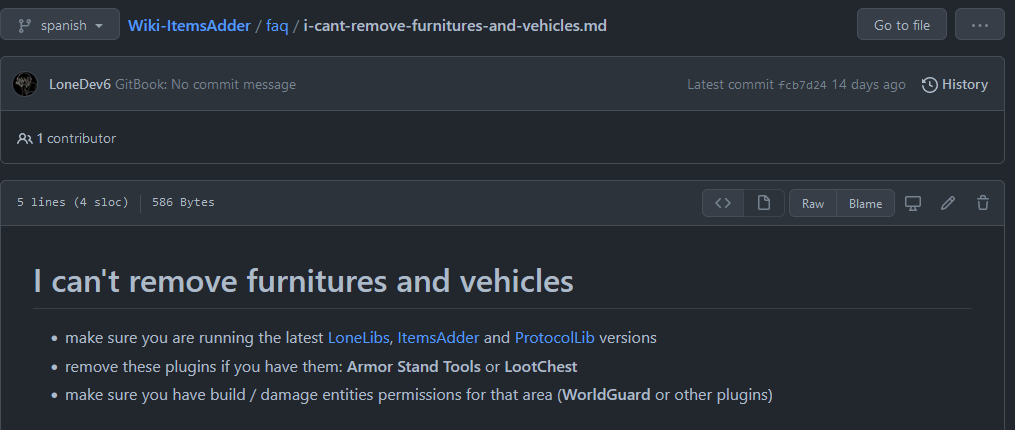 spanish Wiki-ItemsAdder / faq / i-cant-remove-furnitures-and-vehicles.md Go to file ...
LoneDev6 GitBook: No commit message Latest commit fcb7d24 14 days ago History
1 contributor
5 lines (4 sloc) 586 Bytes <> Raw Blame
I can't remove furnitures and vehicles
• make sure you are running the latest LoneLibs, ItemsAdder and ProtocolLib versions
• remove these plugins if you have them: Armor Stand Tools or LootChest
• make sure you have build / damage entities permissions for that area (WorldGuard or other plugins)